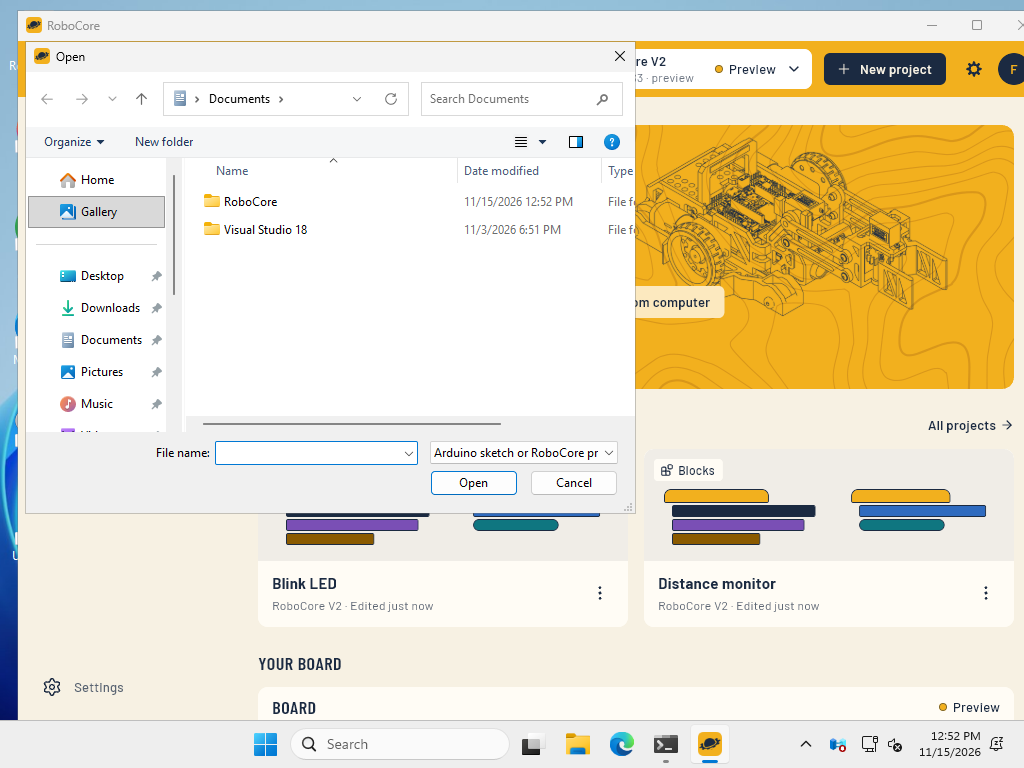 RoboCore
Open
re V2
3 · preview
Preview
New project
F
Documents
Search Documents
Organize
New folder
Home
Gallery
Desktop
Downloads
Documents
Pictures
Music
Name
Date modified
Type
RoboCore
11/15/2026 12:52 PM
File f
Visual Studio 18
11/3/2026 6:51 PM
File f
om computer
All projects
File name:
Arduino sketch or RoboCore pr
Open
Cancel
Blocks
Blink LED
RoboCore V2 · Edited just now
Distance monitor
RoboCore V2 · Edited just now
YOUR BOARD
Settings
BOARD
Preview
Search
12:52 PM
11/15/2026